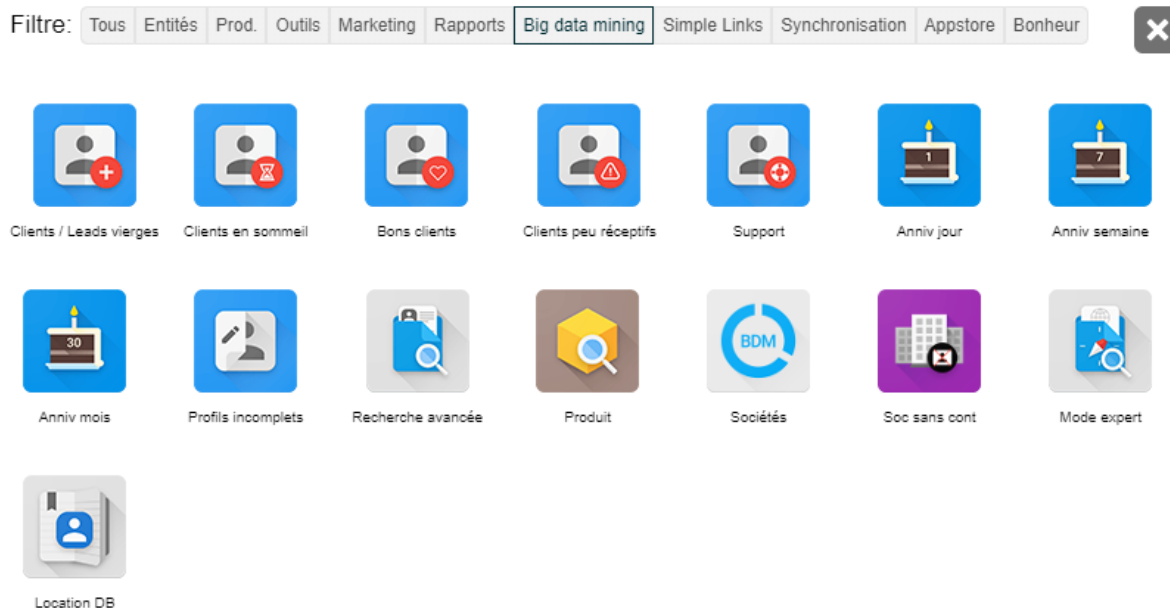 Filtre: Tous Entités Prod. Outils Marketing Rapports Big data mining Simple Links Synchronisation Appstore Bonheur
1 7
Clients / Leads vierges Clients en sommeil Bons clients Clients peu réceptifs Support Anniv jour Anniv semaine
30 BDM
Anniv mois Profils incomplets Recherche avancée Produit Sociétés Soc sans cont Mode expert
Location DB